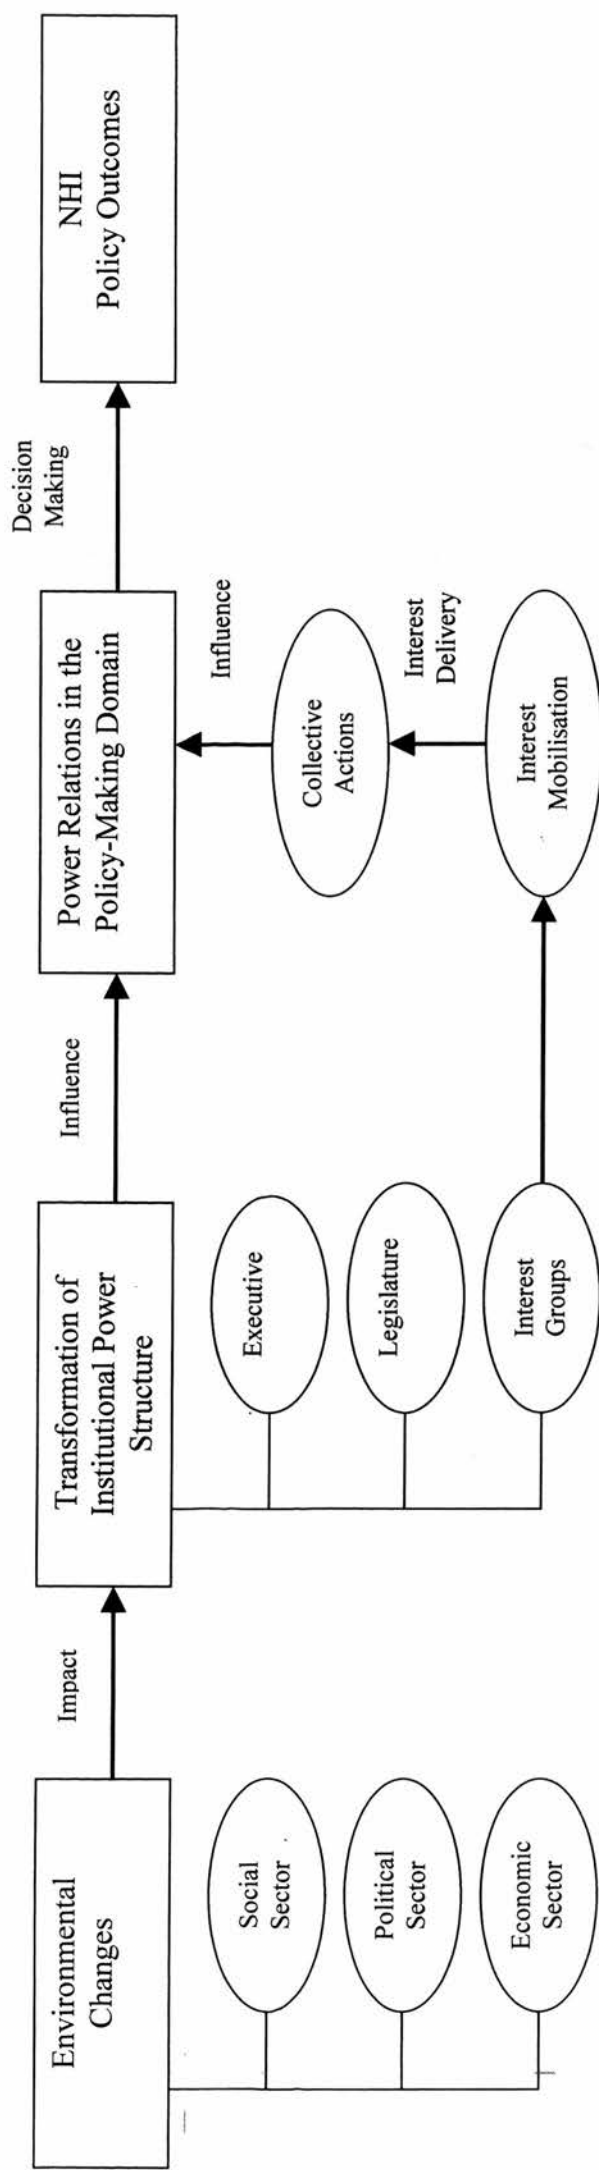 Environmental
Changes
Social
Sector
Political
Sector
Economic
Sector
Impact
Transformation of
Institutional Power
Structure
Executive
Legislature
Interest
Groups
Influence
Power Relations in the
Policy-Making Domain
Influence
Collective
Actions
Interest
Delivery
Interest
Mobilisation
Decision
Making
NHI
Policy Outcomes